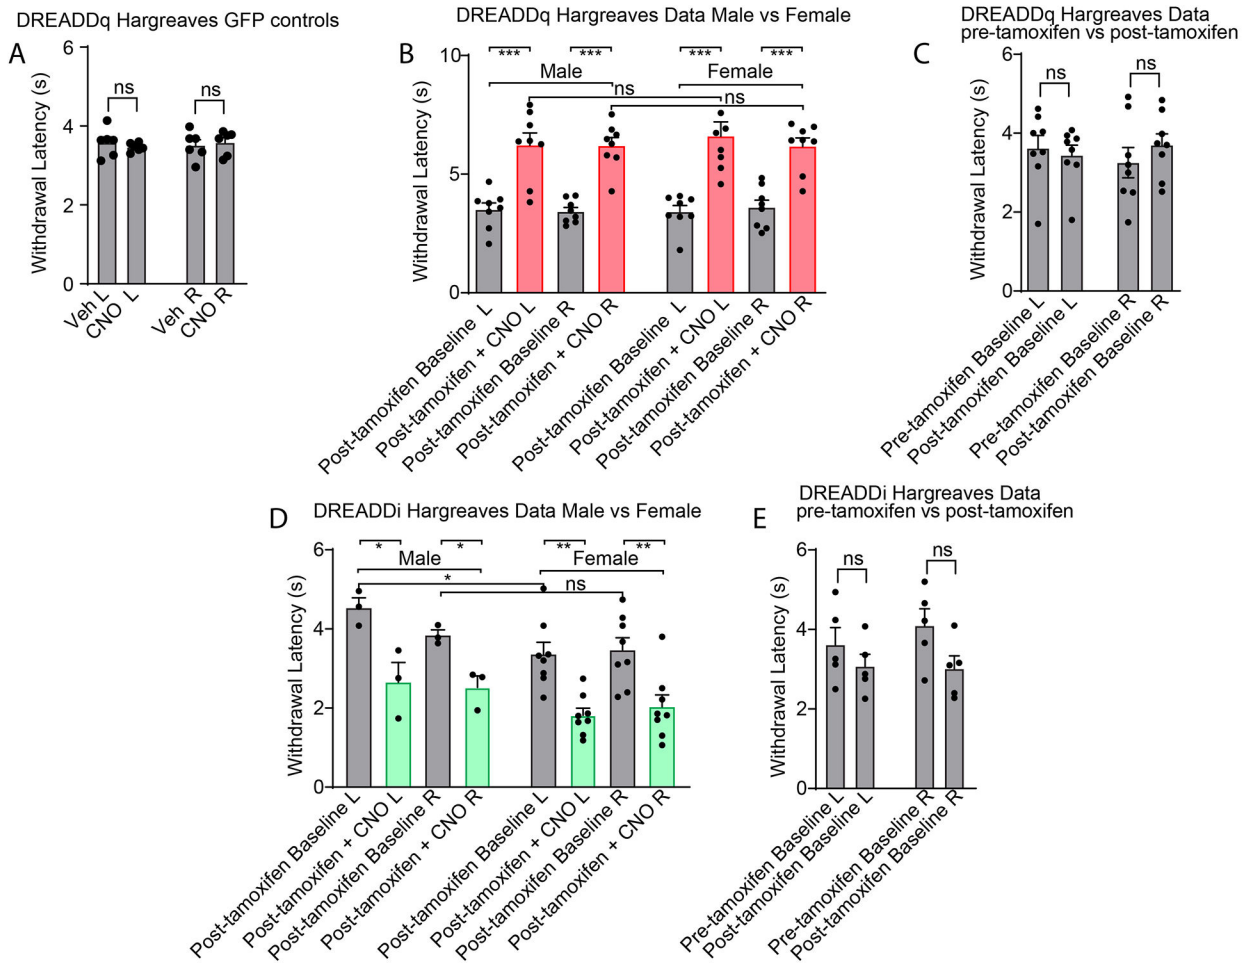 DREADDq Hargreaves GFP controls
A
Withdrawal Latency (s)
6
4
2
0
ns
ns
Veh L
CNO L
Veh R
CNO R
DREADDq Hargreaves Data Male vs Female
B
Withdrawal Latency (s)
10
5
0
*** *** *** ***
Male
Female
ns
ns
Post-tamoxifen Baseline L
Post-tamoxifen + CNO L
Post-tamoxifen Baseline R
Post-tamoxifen + CNO R
Post-tamoxifen Baseline L
Post-tamoxifen + CNO L
Post-tamoxifen Baseline R
Post-tamoxifen + CNO R
DREADDq Hargreaves Data
pre-tamoxifen vs post-tamoxifen
C
Withdrawal Latency (s)
6
4
2
0
ns
ns
Pre-tamoxifen Baseline L
Post-tamoxifen Baseline L
Pre-tamoxifen Baseline R
Post-tamoxifen Baseline R
DREADDi Hargreaves Data Male vs Female
D
Withdrawal Latency (s)
6
4
2
0
* * ** **
Male
Female
*
ns
Post-tamoxifen Baseline L
Post-tamoxifen + CNO L
Post-tamoxifen Baseline R
Post-tamoxifen + CNO R
Post-tamoxifen Baseline L
Post-tamoxifen + CNO L
Post-tamoxifen Baseline R
Post-tamoxifen + CNO R
DREADDi Hargreaves Data
pre-tamoxifen vs post-tamoxifen
E
Withdrawal Latency (s)
6
4
2
0
ns
ns
Pre-tamoxifen Baseline L
Post-tamoxifen Baseline L
Pre-tamoxifen Baseline R
Post-tamoxifen Baseline R